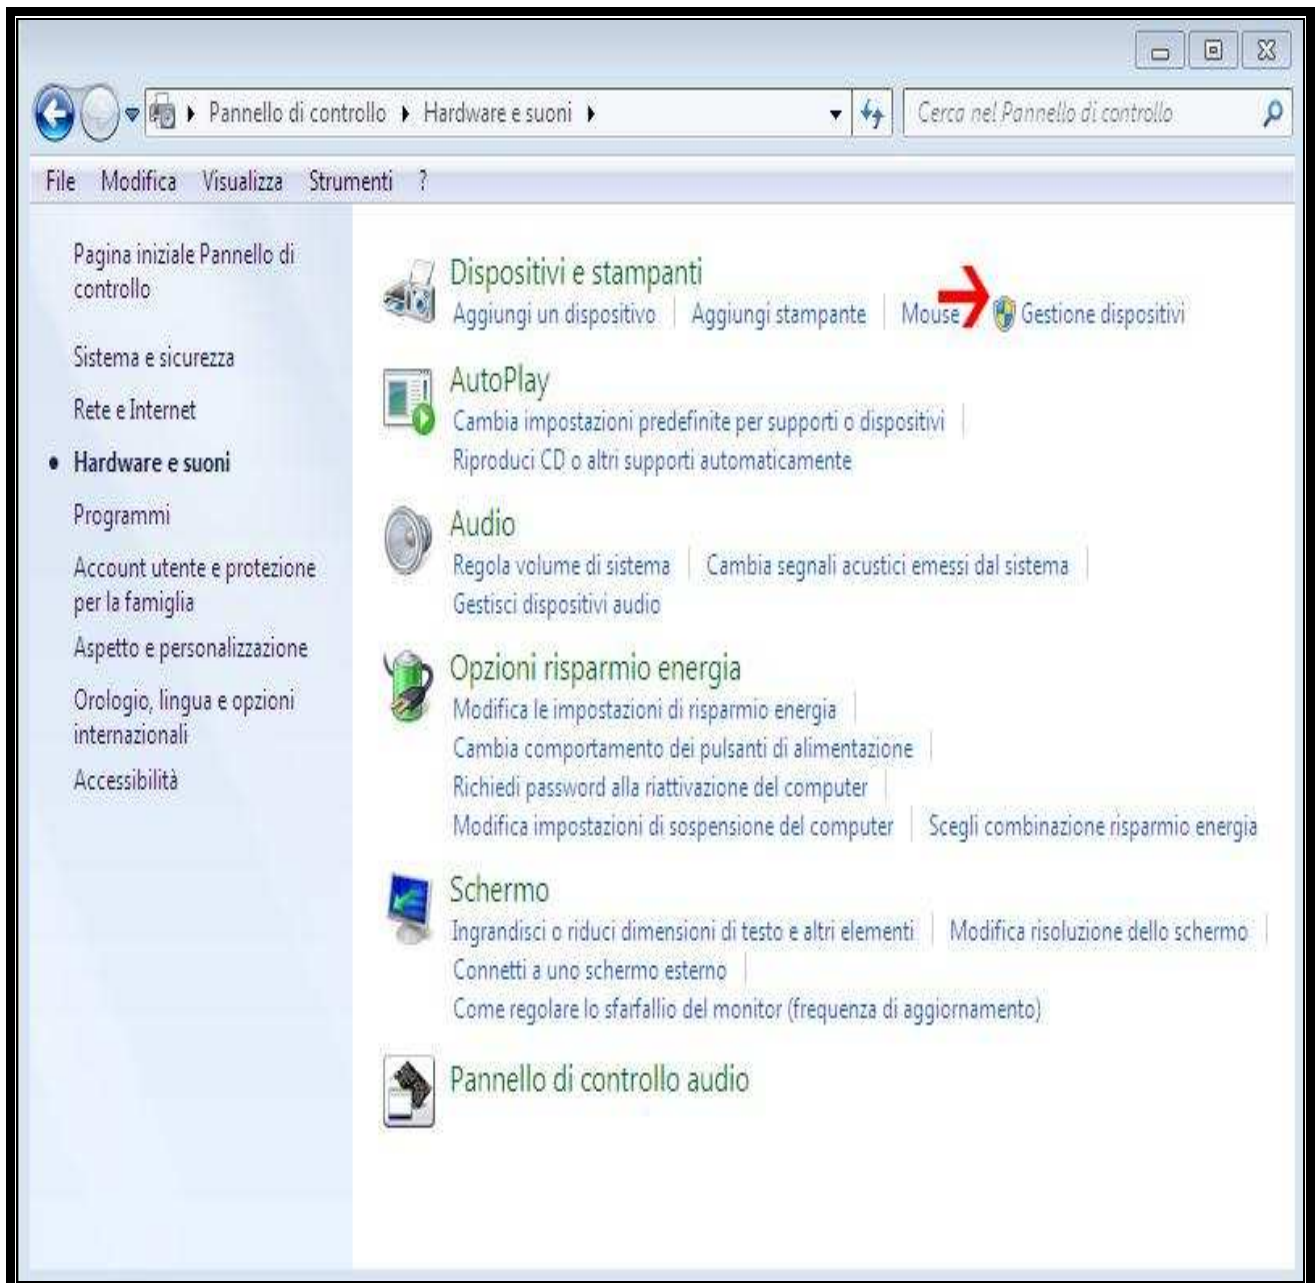 Pannello di controllo Hardware e suoni Cerca nel Pannello di controllo
File Modifica Visualizza Strumenti ?
Pagina iniziale Pannello di
controllo
Sistema e sicurezza
Rete e Internet
Hardware e suoni
Programmi
Account utente e protezione
per la famiglia
Aspetto e personalizzazione
Orologio, lingua e opzioni
internazionali
Accessibilità
Dispositivi e stampanti
Aggiungi un dispositivo Aggiungi stampante Mouse Gestione dispositivi
AutoPlay
Cambia impostazioni predefinite per supporti o dispositivi
Riproduci CD o altri supporti automaticamente
Audio
Regola volume di sistema Cambia segnali acustici emessi dal sistema
Gestisci dispositivi audio
Opzioni risparmio energia
Modifica le impostazioni di risparmio energia
Cambia comportamento dei pulsanti di alimentazione
Richiedi password alla riattivazione del computer
Modifica impostazioni di sospensione del computer Scegli combinazione risparmio energia
Schermo
Ingrandisci o riduci dimensioni di testo e altri elementi Modifica risoluzione dello schermo
Connetti a uno schermo esterno
Come regolare lo sfarfallio del monitor (frequenza di aggiornamento)
Pannello di controllo audio